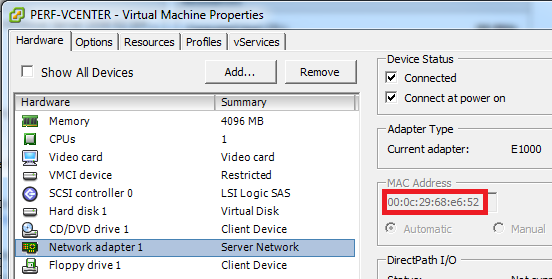 PERF-VCENTER - Virtual Machine Properties
Hardware Options Resources Profiles vServices
Show All Devices Add... Remove
Hardware Summary
Memory 4096 MB
CPUs 1
Video card Video card
VMCI device Restricted
SCSI controller 0 LSI Logic SAS
Hard disk 1 Virtual Disk
CD/DVD drive 1 Client Device
Network adapter 1 Server Network
Floppy drive 1 Client Device
Device Status
Connected
Connect at power on
Adapter Type
Current adapter: E1000
MAC Address
00:0c:29:68:e6:52
Automatic Manual
DirectPath I/O